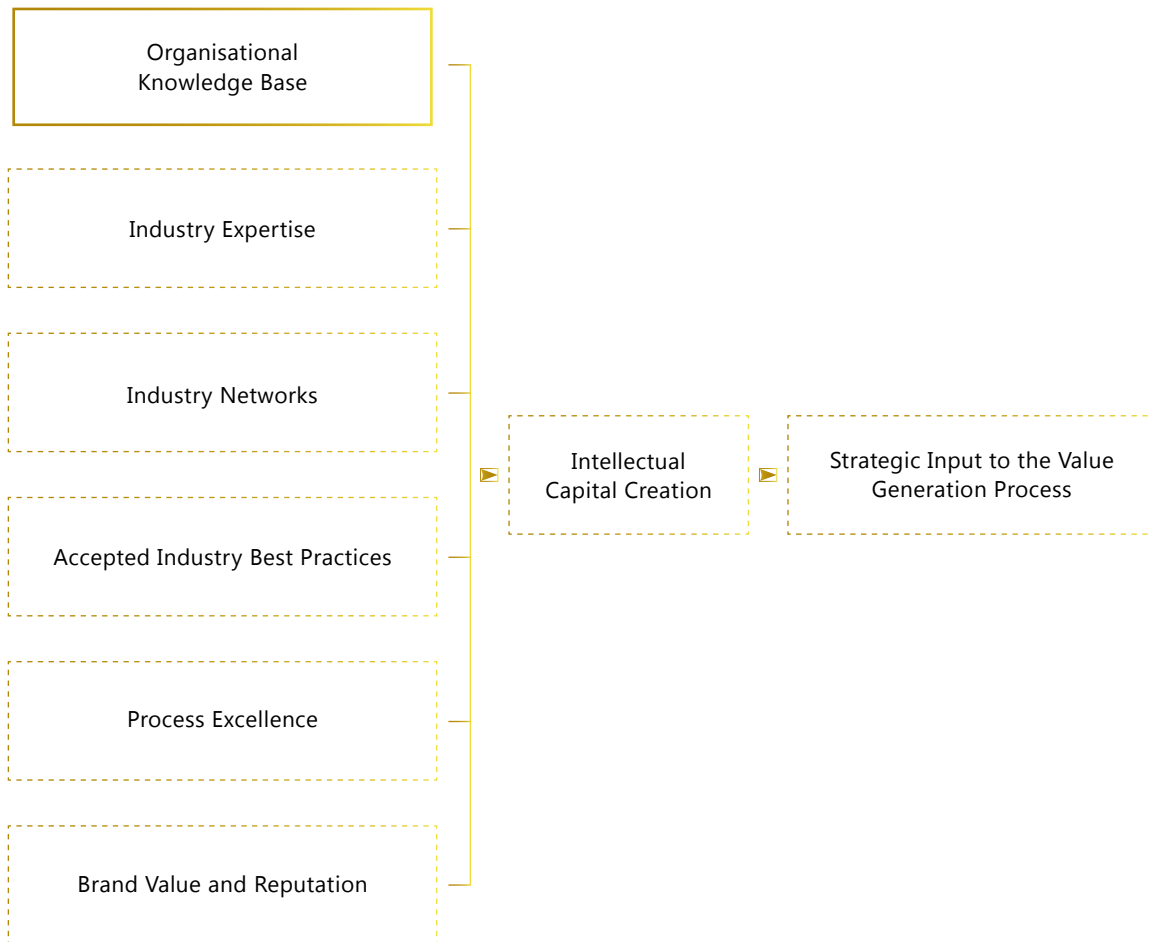 Organisational
Knowledge Base
Industry Expertise
Industry Networks
Accepted Industry Best Practices
Process Excellence
Brand Value and Reputation
Intellectual
Capital Creation
Strategic Input to the Value
Generation Process